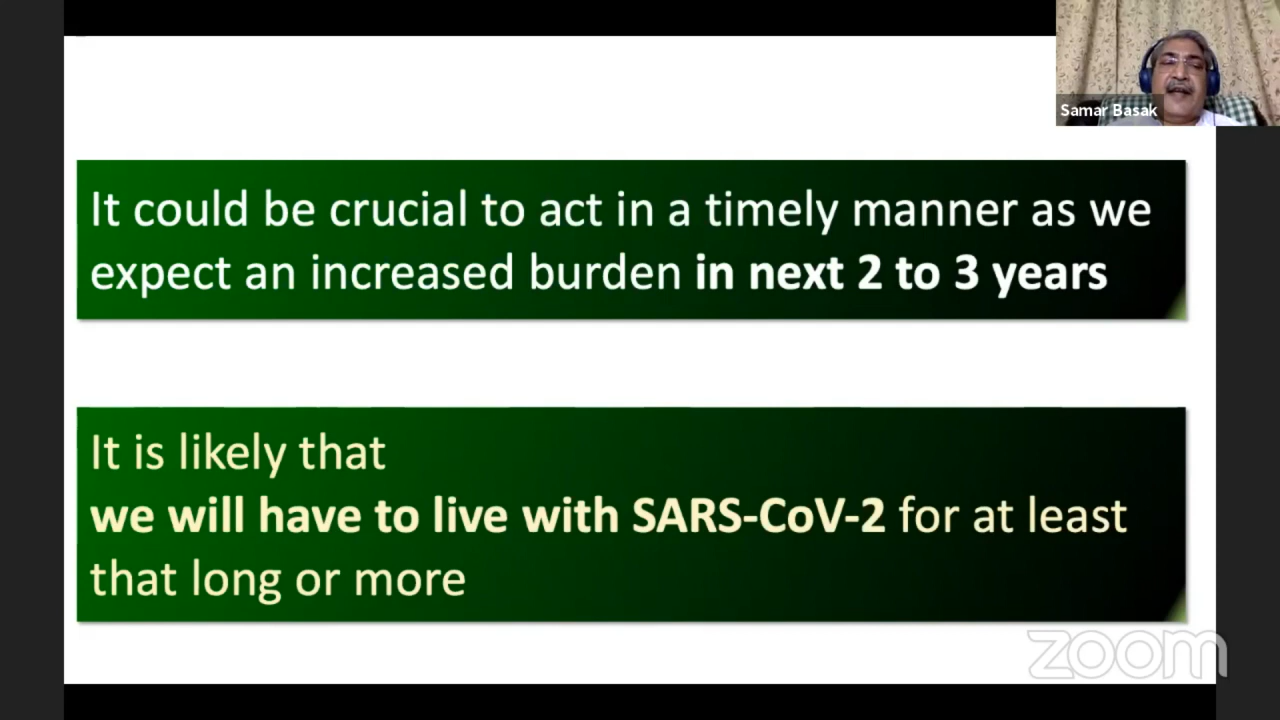 Samar Basak
It could be crucial to act in a timely manner as we
expect an increased burden in next 2 to 3 years
It is likely that
we will have to live with SARS-CoV-2 for at least
that long or more
zoom